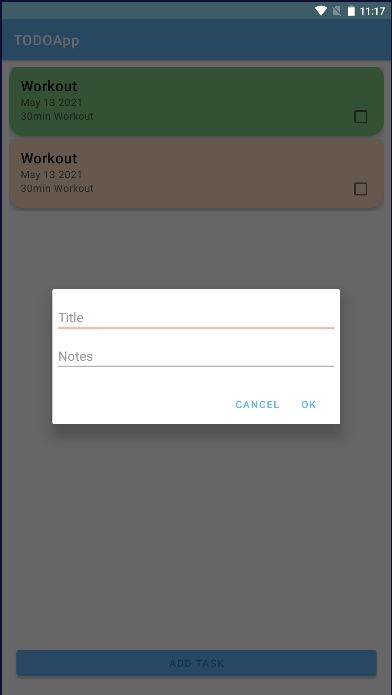 11:17
TODOApp
Workout
May 13 2021
30min Workout
Workout
May 13 2021
30min Workout
Title
Notes
CANCEL OK
ADD TASK